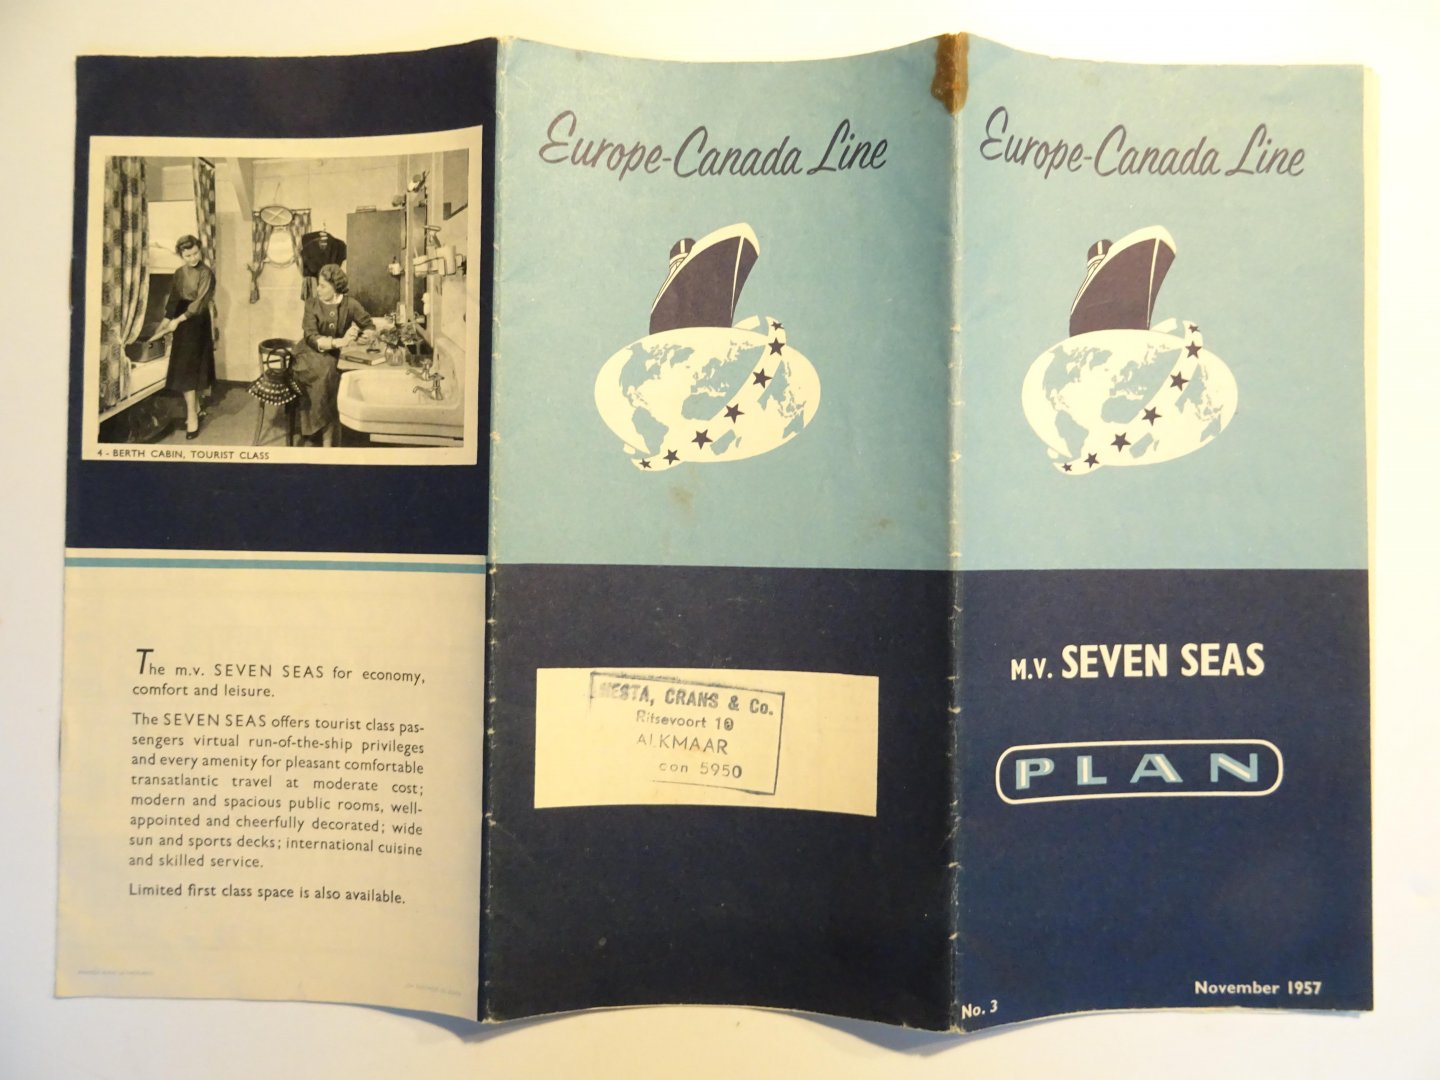 4 - BERTH CABIN, TOURIST CLASS
The m.v. SEVEN SEAS for economy,
comfort and leisure.
The SEVEN SEAS offers tourist class pas-
sengers virtual run-of-the-ship privileges
and every amenity for pleasant comfortable
transatlantic travel at moderate cost;
modern and spacious public rooms, well-
appointed and cheerfully decorated; wide
sun and sports decks; international cuisine
and skilled service.
Limited first class space is also available.
Europe-Canada Line
CRANS & Co.
Ritsevoort 10
ALKMAAR
con 5950
Europe-Canada Line
M.V. SEVEN SEAS
PLAN
November 1957
No. 3